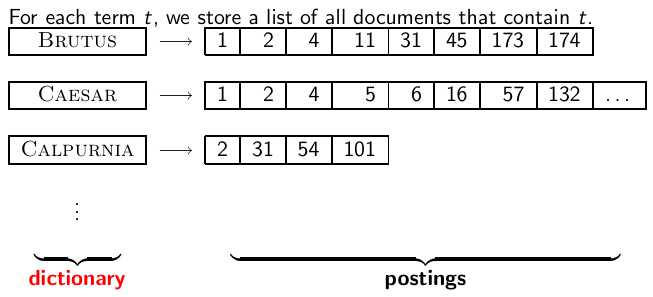 For each term t, we store a list of all documents that contain t.
BRUTUS → 1 2 4 11 31 45 173 174
CAESAR → 1 2 4 5 6 16 57 132 ...
CALPURNIA → 2 31 54 101
⋮
dictionary postings